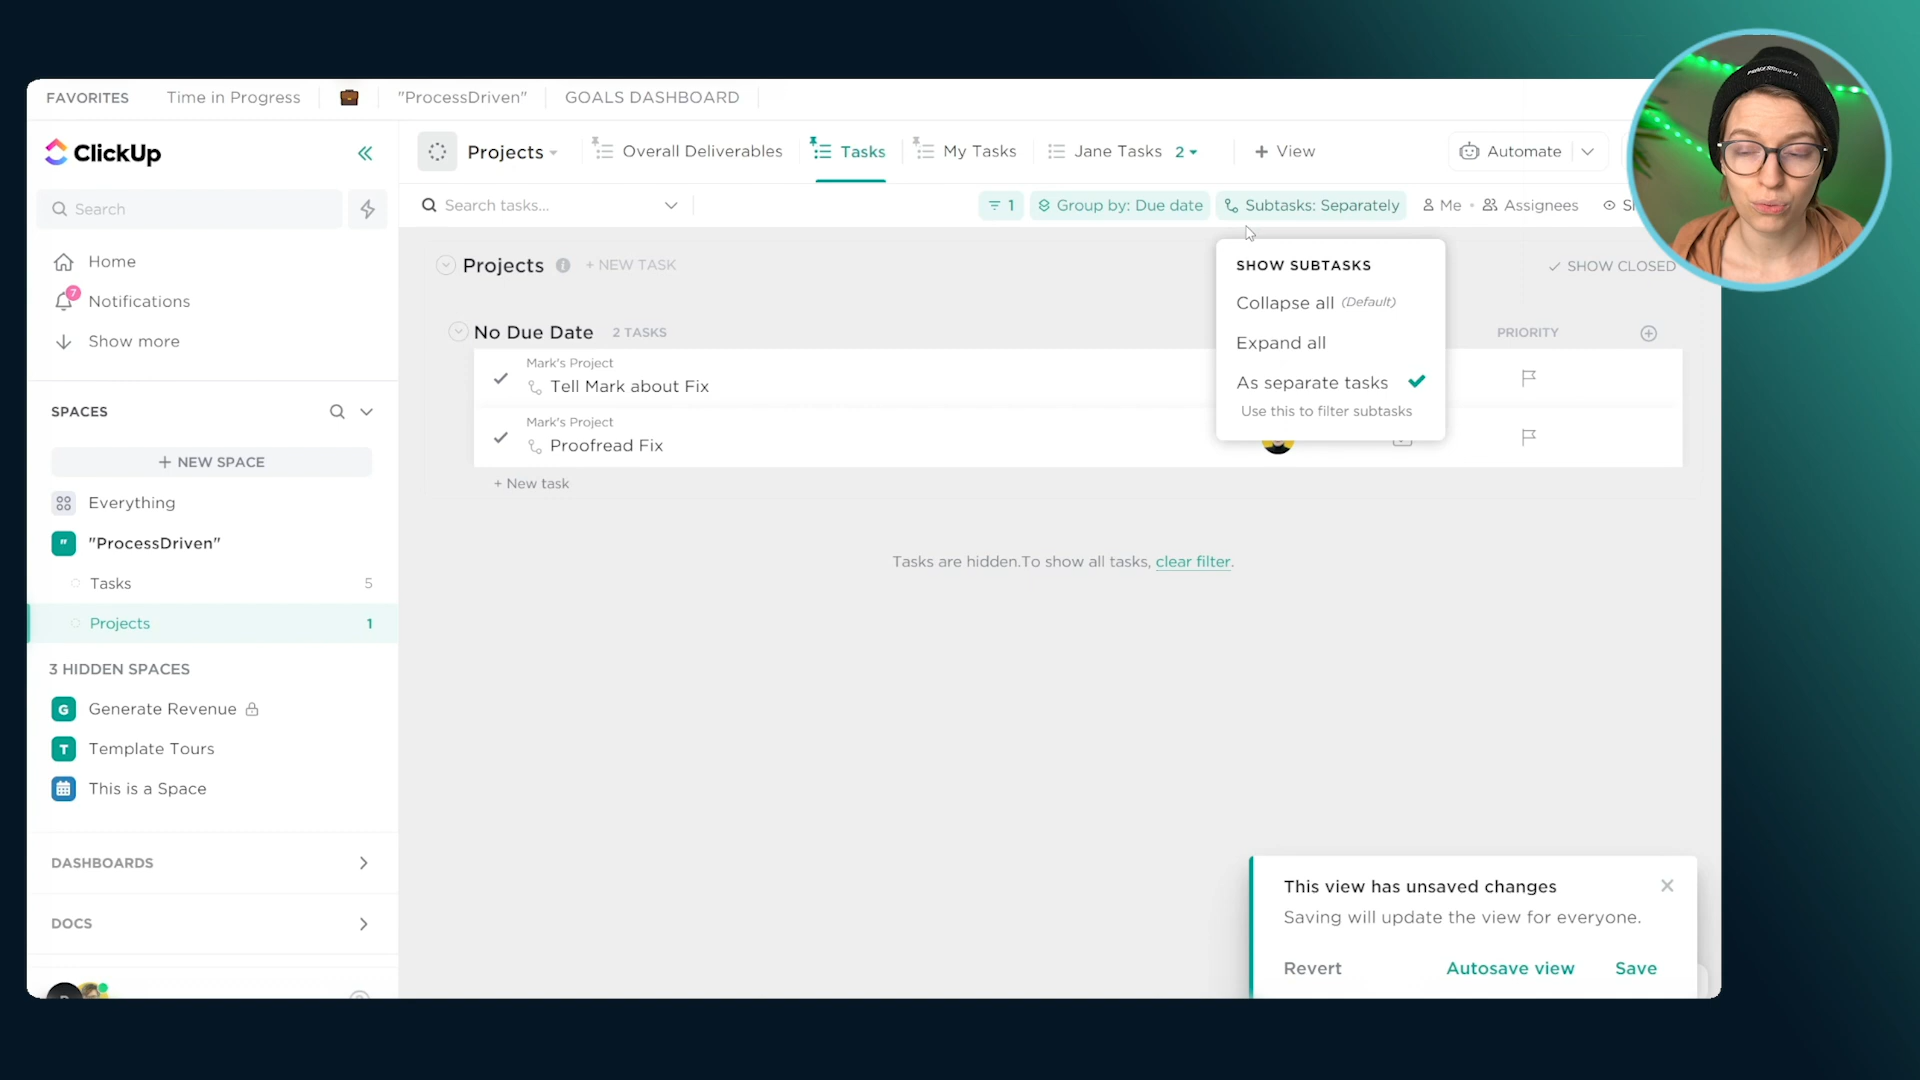 FAVORITES Time in Progress "ProcessDriven" GOALS DASHBOARD
ClickUp
Projects Overall Deliverables Tasks My Tasks Jane Tasks 2 + View Automate
Search
Search tasks... 1 Group by: Due date Subtasks: Separately Me Assignees
Home
7
Notifications
Show more
SPACES
+ NEW SPACE
Everything
"ProcessDriven"
Tasks 5
Projects 1
3 HIDDEN SPACES
G Generate Revenue
T Template Tours
This is a Space
DASHBOARDS
DOCS
Projects + NEW TASK SHOW CLOSED
No Due Date 2 TASKS PRIORITY
Mark's Project
Tell Mark about Fix
Mark's Project
Proofread Fix
+ New task
SHOW SUBTASKS
Collapse all (Default)
Expand all
As separate tasks
Use this to filter subtasks
Tasks are hidden.To show all tasks, clear filter.
This view has unsaved changes
Saving will update the view for everyone.
Revert Autosave view Save